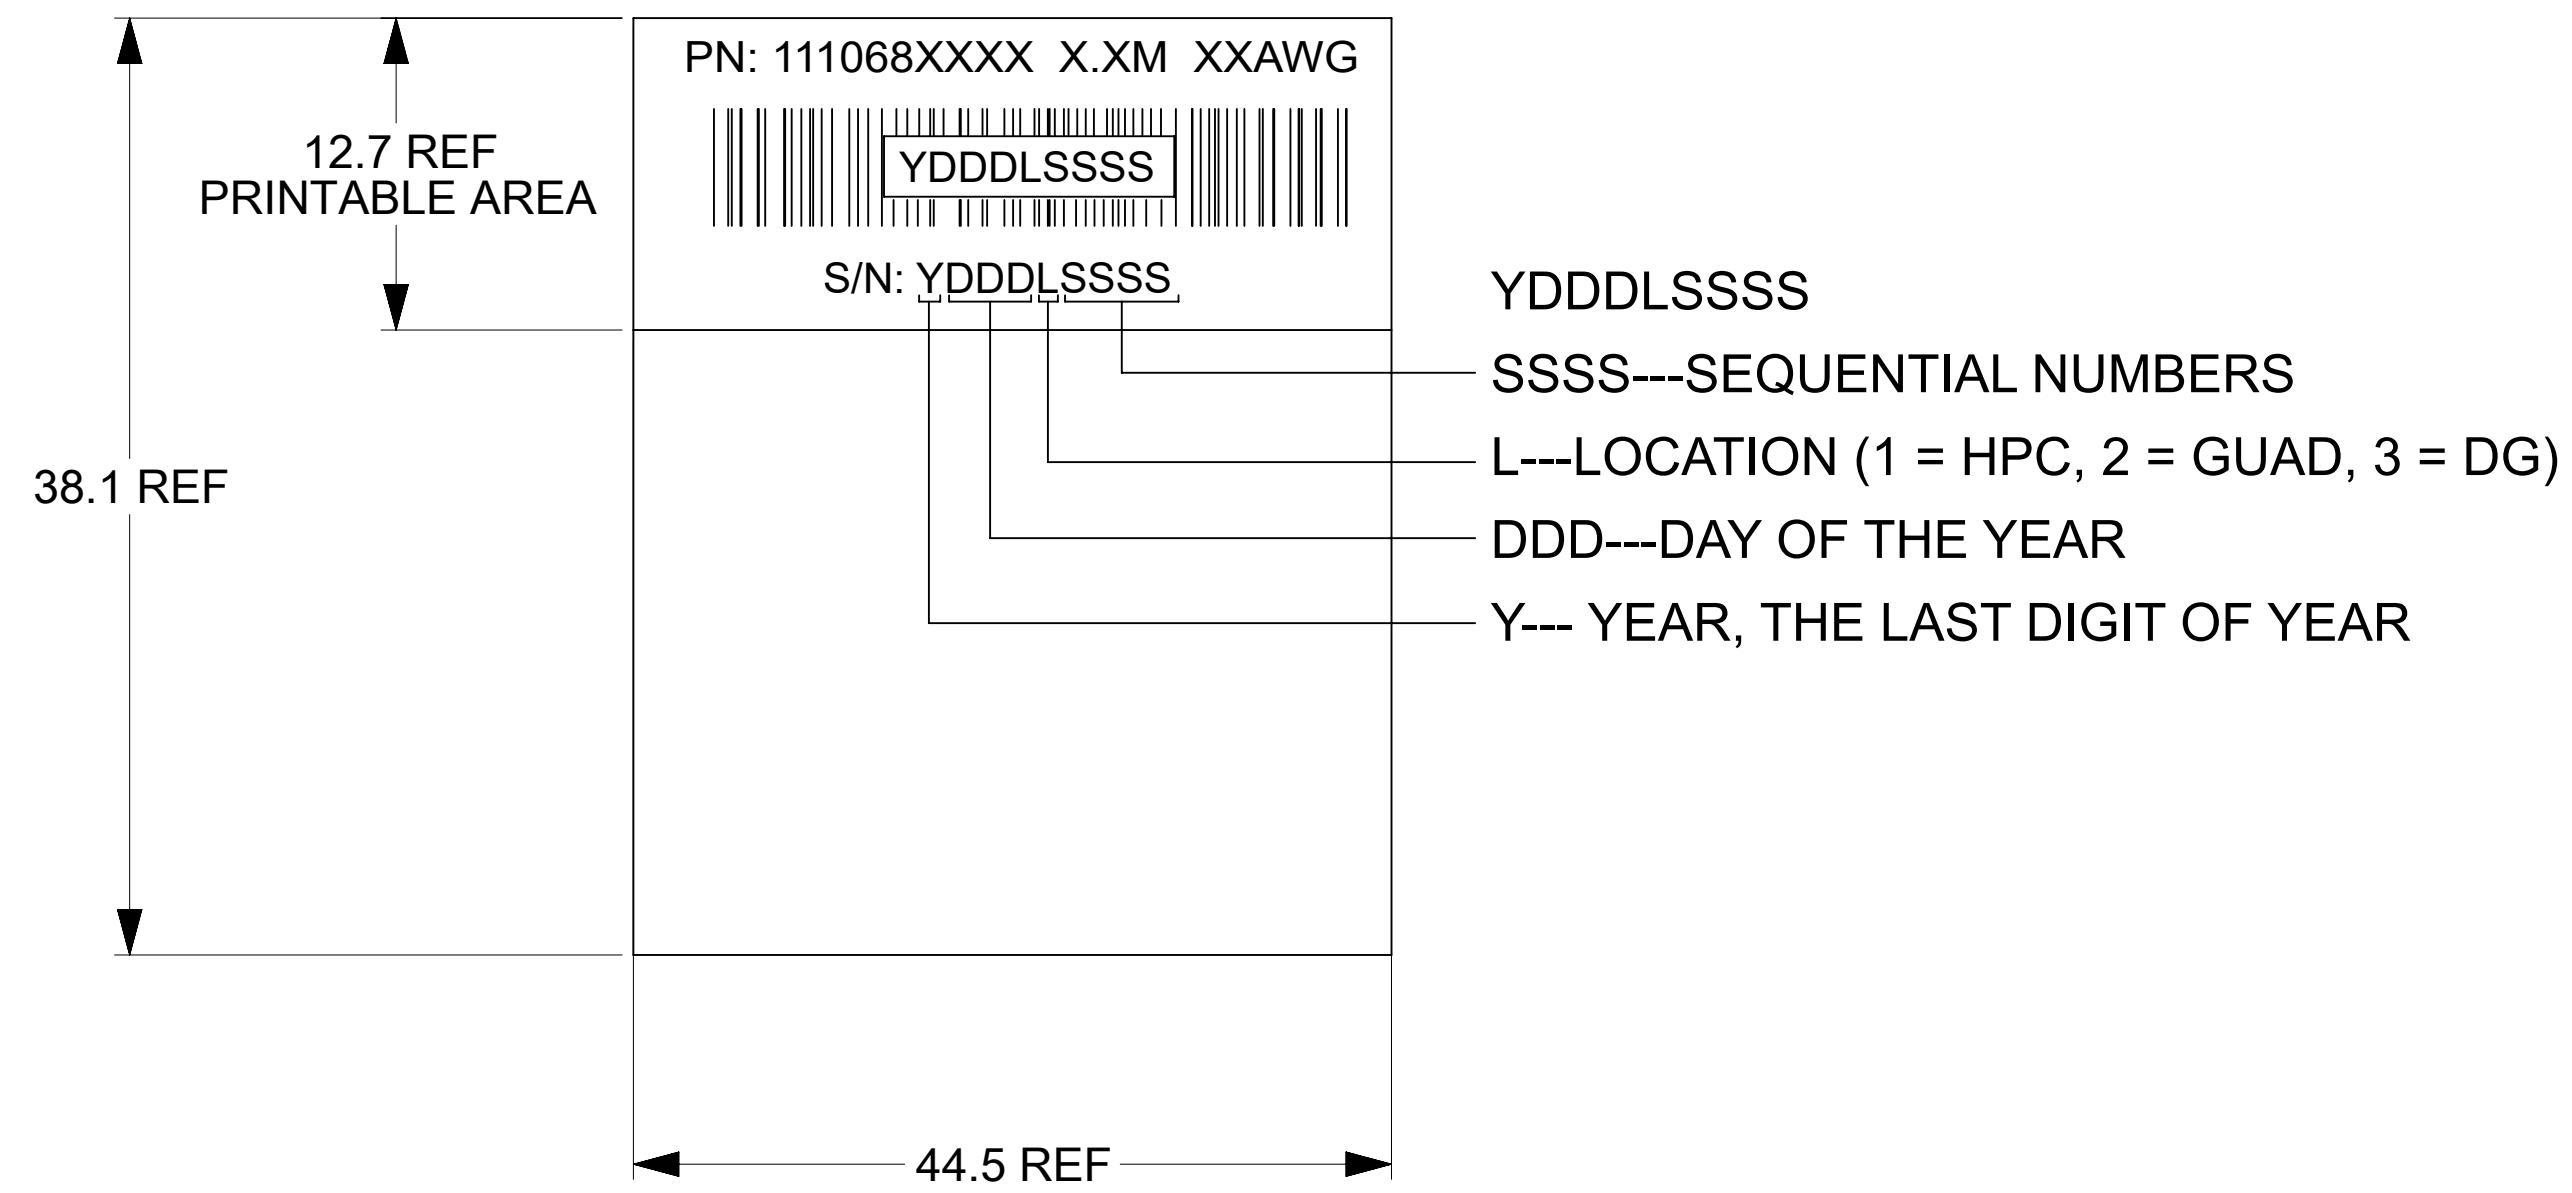 PN: 111068XXXX X.XM XXAWG
12.7 REF
PRINTABLE AREA
YDDDLSSSS
S/N: YDDDLSSSS
YDDDLSSSS
SSSS---SEQUENTIAL NUMBERS
L---LOCATION (1 = HPC, 2 = GUAD, 3 = DG)
38.1 REF
DDD---DAY OF THE YEAR
Y--- YEAR, THE LAST DIGIT OF YEAR
44.5 REF